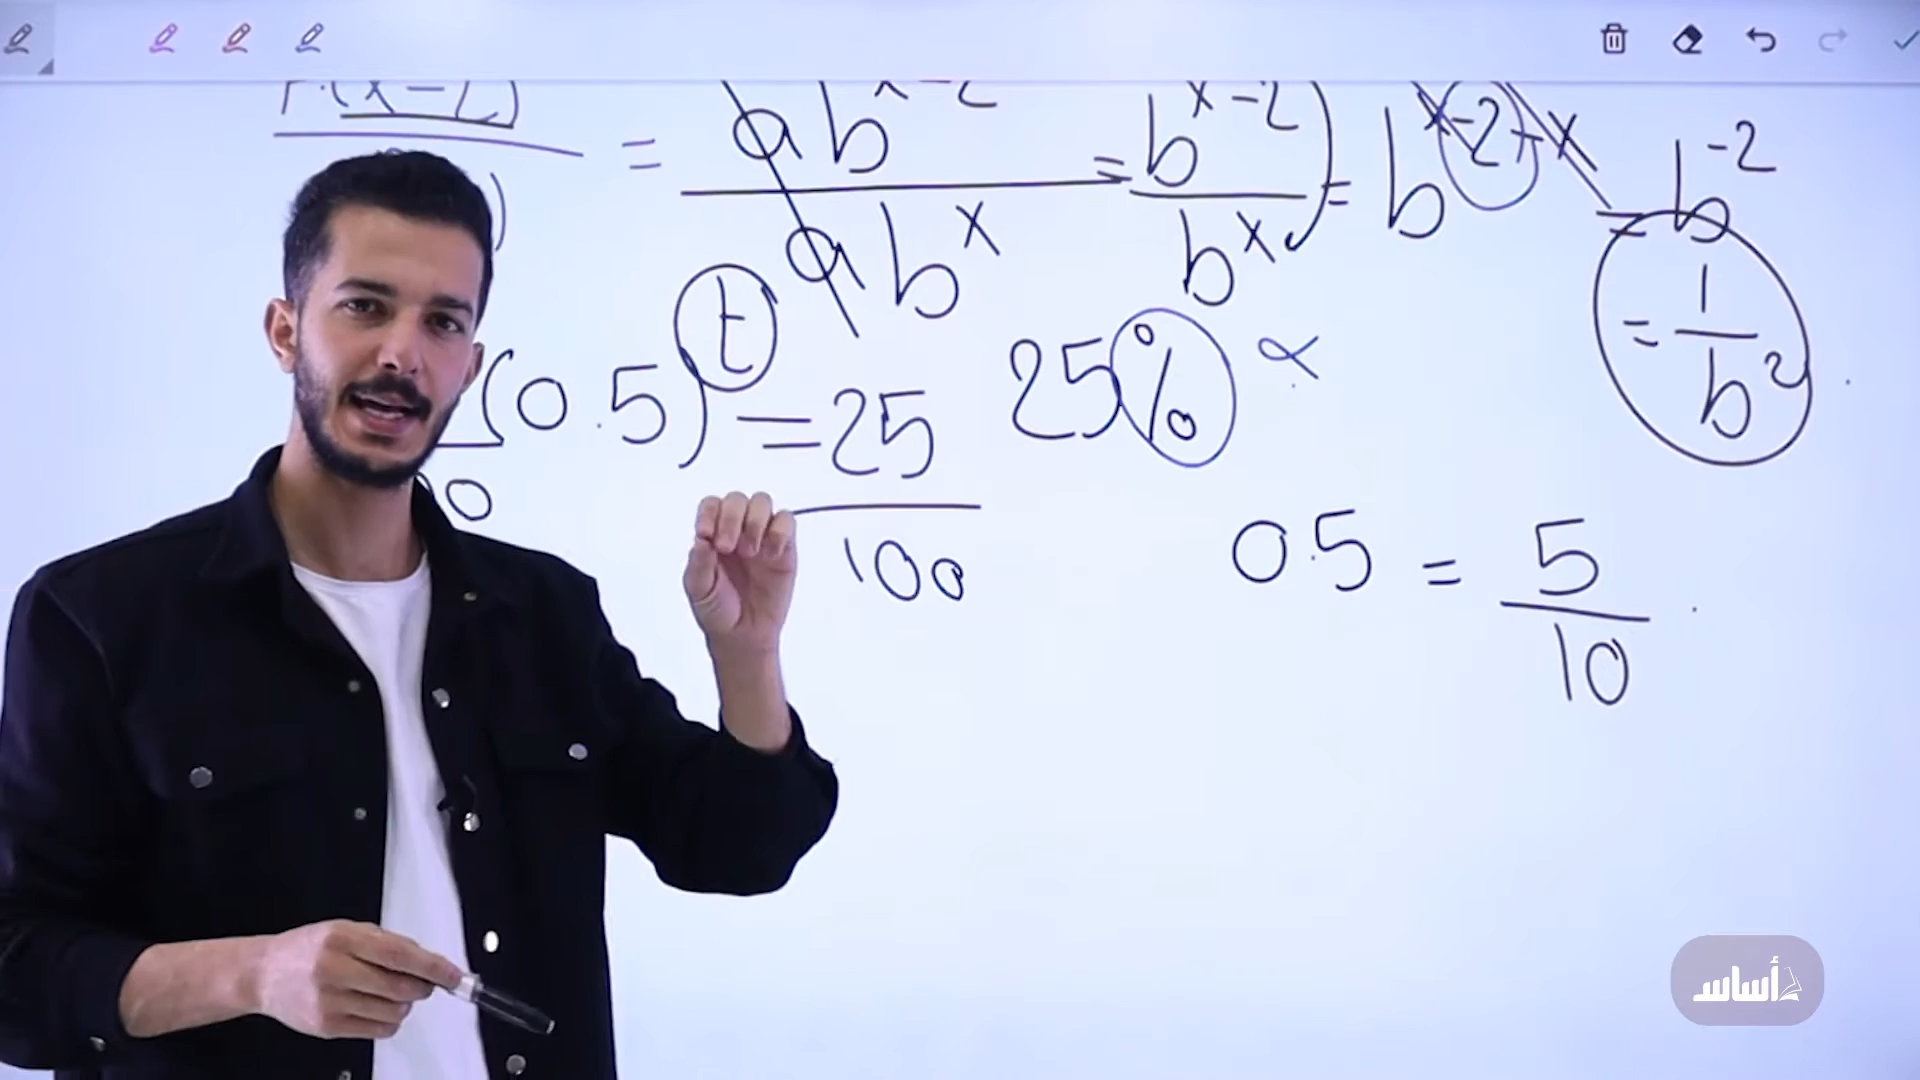 (x-2)
= ab^{x-2} / ab^x = b^{x-2} / b^x = b^{x-2-x} = b^{-2}
= 1 / b^2
(0.5)^t = 25 / 100
25% x
0.5 = 5 / 10
أساس